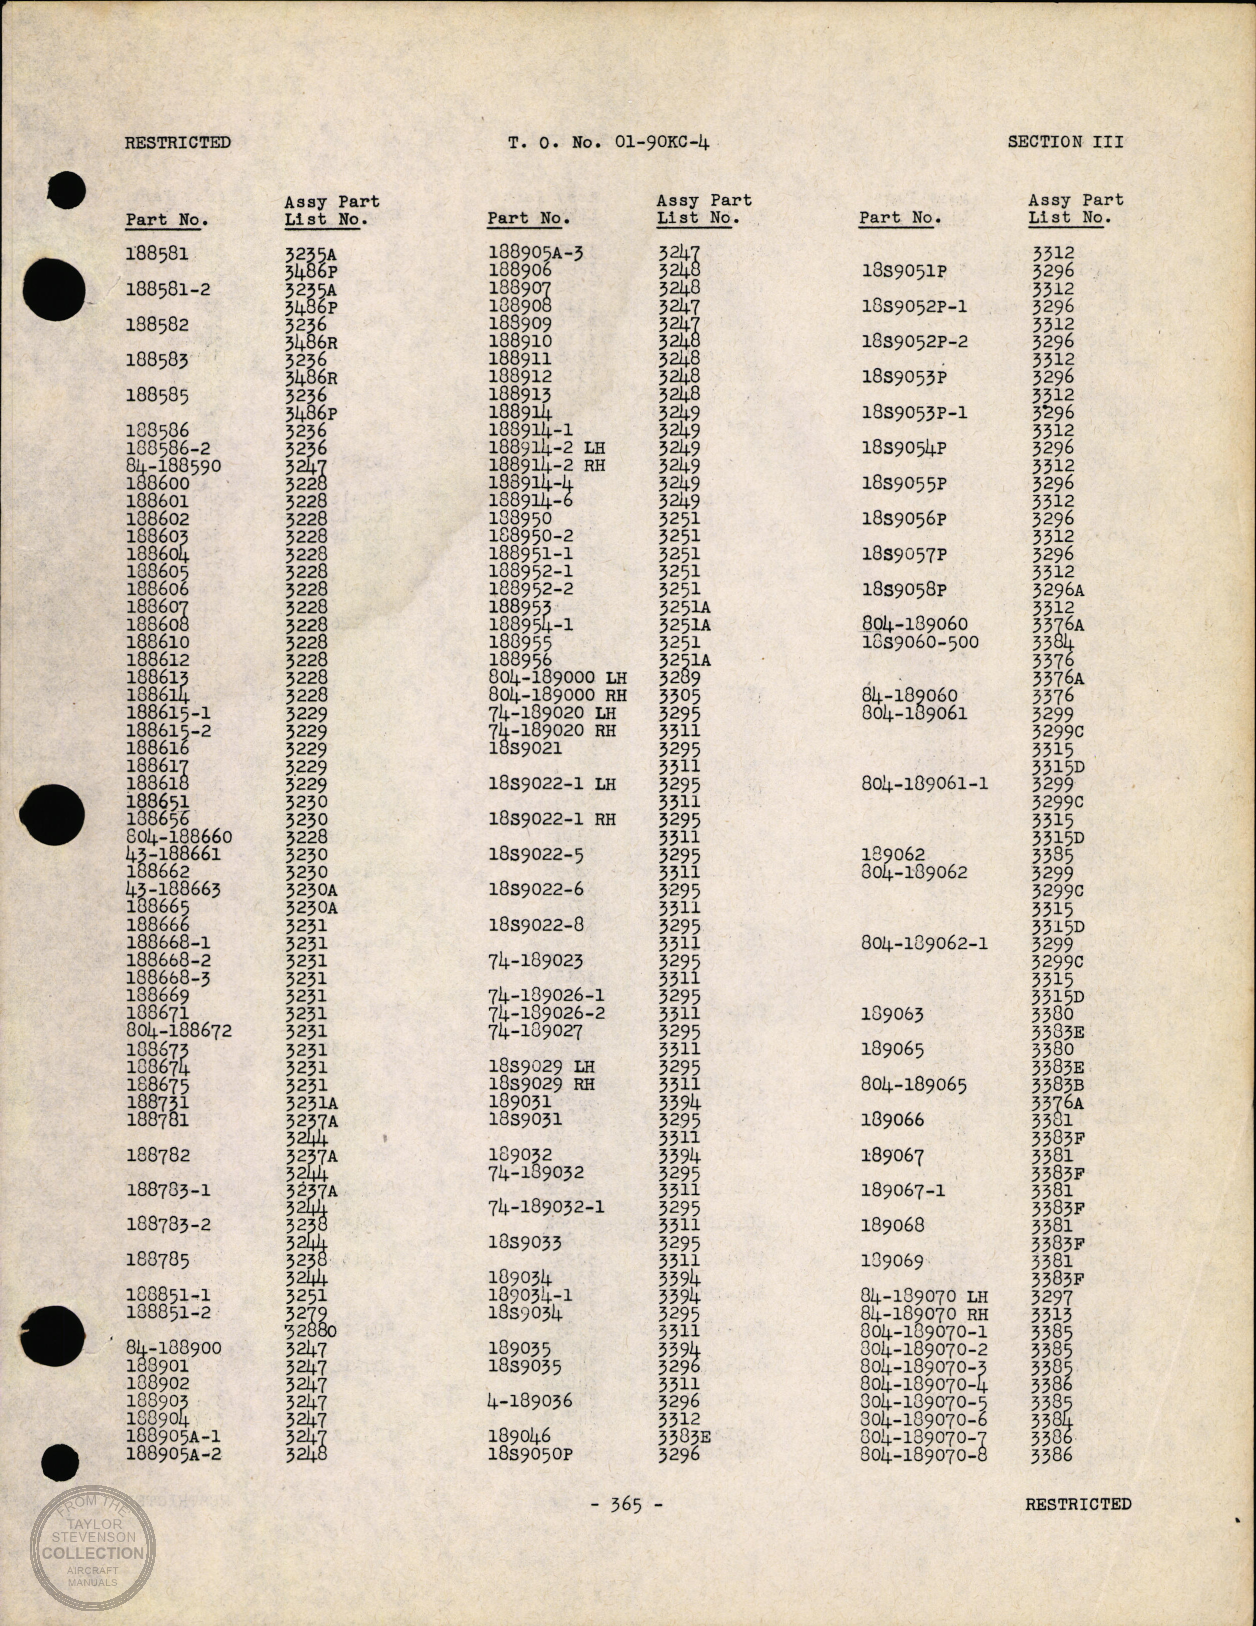 RESTRICTED T. O. No. 01-90KC-4 SECTION III
Assy Part
Part No. List No.
188581 3235A
3486P
188581-2 3235A
3486P
188582 3236
3486R
188583 3236
3486R
188585 3236
3486P
188586 3236
188586-2 3236
84-188590 3247
188600 3228
188601 3228
188602 3228
188603 3228
188604 3228
188605 3228
188606 3228
188607 3228
188608 3228
188610 3228
188612 3228
188613 3228
188614 3228
188615-1 3229
188615-2 3229
188616 3229
188617 3229
188618 3229
188651 3230
188656 3230
804-188660 3228
43-188661 3230
188662 3230
43-188663 3230A
188665 3230A
188666 3231
188668-1 3231
188668-2 3231
188668-3 3231
188669 3231
188671 3231
804-188672 3231
188673 3231
188674 3231
188675 3231
188731 3231A
188781 3237A
3244
188782 3237A
3244
188783-1 3237A
3244
188783-2 3238
3244
188785 3238
3244
188851-1 3251
188851-2 3279
32880
84-188900 3247
188901 3247
188902 3247
188903 3247
188904 3247
188905A-1 3247
188905A-2 3248
Assy Part
Part No. List No.
188905A-3 3247
188906 3248
188907 3248
188908 3247
188909 3247
188910 3248
188911 3248
188912 3248
188913 3248
188914 3249
188914-1 3249
188914-2 LH 3249
188914-2 RH 3249
188914-4 3249
188914-6 3249
188950 3251
188950-2 3251
188951-1 3251
188952-1 3251
188952-2 3251
188953 3251A
188954-1 3251A
188955 3251
188956 3251A
804-189000 LH 3289
804-189000 RH 3305
74-189020 LH 3295
74-189020 RH 3311
18S9021 3295
3311
18S9022-1 LH 3295
3311
18S9022-1 RH 3295
3311
18S9022-5 3295
3311
18S9022-6 3295
3311
18S9022-8 3295
3311
74-189023 3295
3311
74-189026-1 3295
74-189026-2 3311
74-189027 3295
3311
18S9029 LH 3295
18S9029 RH 3311
189031 3394
18S9031 3295
3311
189032 3394
74-189032 3295
3311
74-189032-1 3295
3311
18S9033 3295
3311
189034 3394
189034-1 3394
18S9034 3295
3311
189035 3394
18S9035 3296
3311
4-189036 3296
3312
189046 3383E
18S9050P 3296
Assy Part
Part No. List No.
3312
18S9051P 3296
3312
18S9052P-1 3296
3312
18S9052P-2 3296
3312
18S9053P 3296
3312
18S9053P-1 3296
3312
18S9054P 3296
3312
18S9055P 3296
3312
18S9056P 3296
3312
18S9057P 3296
3312
18S9058P 3296A
3312
804-189060 3376A
18S9060-500 3384
3376
3376A
84-189060 3376
804-189061 3299
3299C
3315
3315D
804-189061-1 3299
3299C
3315
3315D
189062 3385
804-189062 3299
3299C
3315
3315D
804-189062-1 3299
3299C
3315
3315D
189063 3380
3383E
189065 3380
3383E
804-189065 3383B
3376A
189066 3381
3383F
189067 3381
3383F
189067-1 3381
3383F
189068 3381
3383F
189069 3381
3383F
84-189070 LH 3297
84-189070 RH 3313
804-189070-1 3385
804-189070-2 3385
804-189070-3 3385
804-189070-4 3386
804-189070-5 3385
804-189070-6 3384
804-189070-7 3386
804-189070-8 3386
- 365 - RESTRICTED
FROM THE
TAYLOR
STEVENSON
COLLECTION
AIRCRAFT
MANUALS